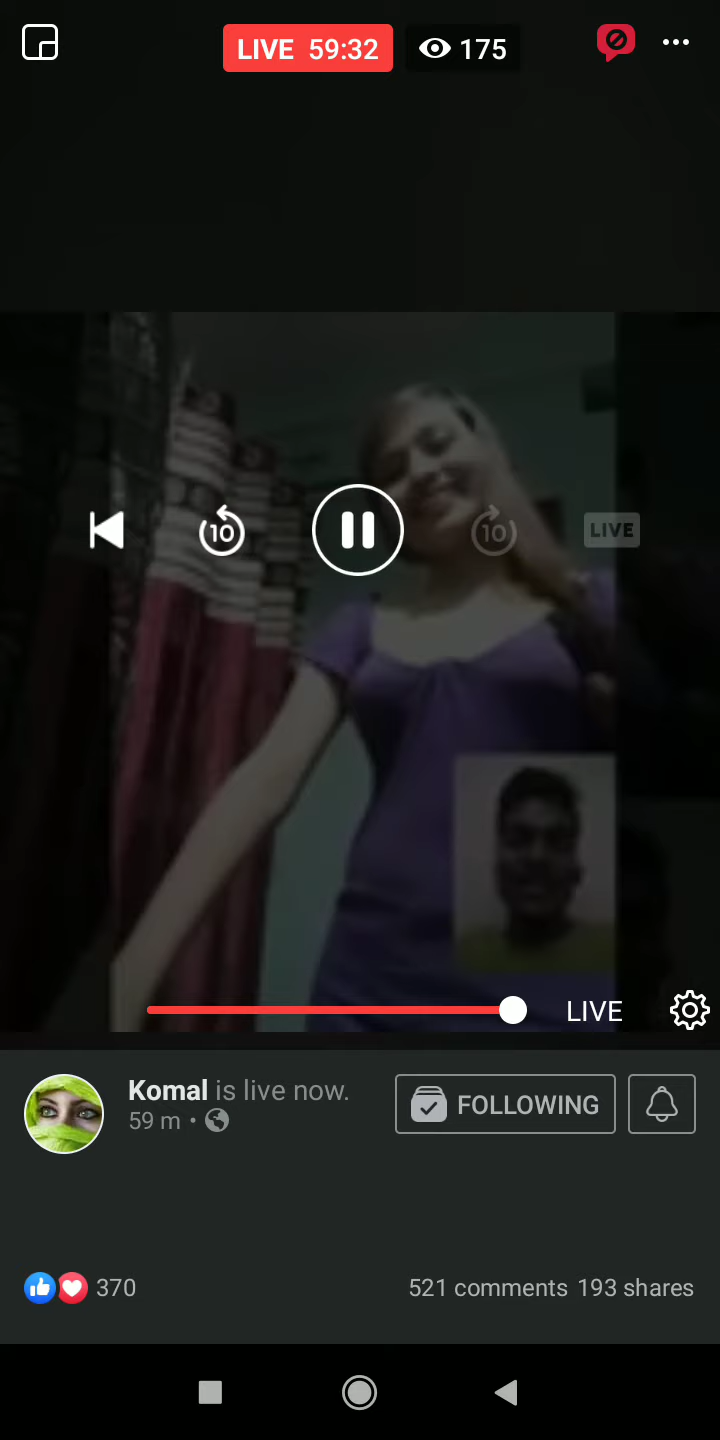 LIVE 59:32 175
10 10 LIVE
LIVE
Komal is live now.
59 m •
FOLLOWING
370 521 comments 193 shares